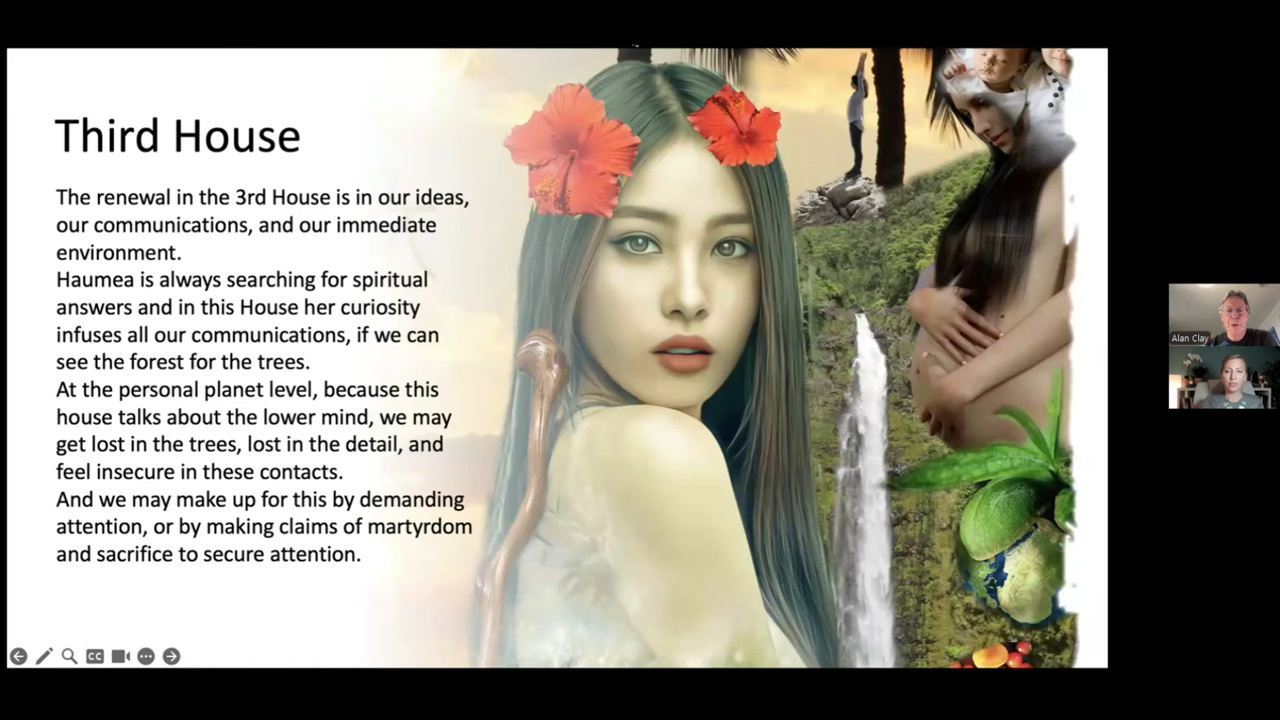 Third House
The renewal in the 3rd House is in our ideas,
our communications, and our immediate
environment.
Haumea is always searching for spiritual
answers and in this House her curiosity
infuses all our communications, if we can
see the forest for the trees.
At the personal planet level, because this
house talks about the lower mind, we may
get lost in the trees, lost in the detail, and
feel insecure in these contacts.
And we may make up for this by demanding
attention, or by making claims of martyrdom
and sacrifice to secure attention.
CC
Alan Clay